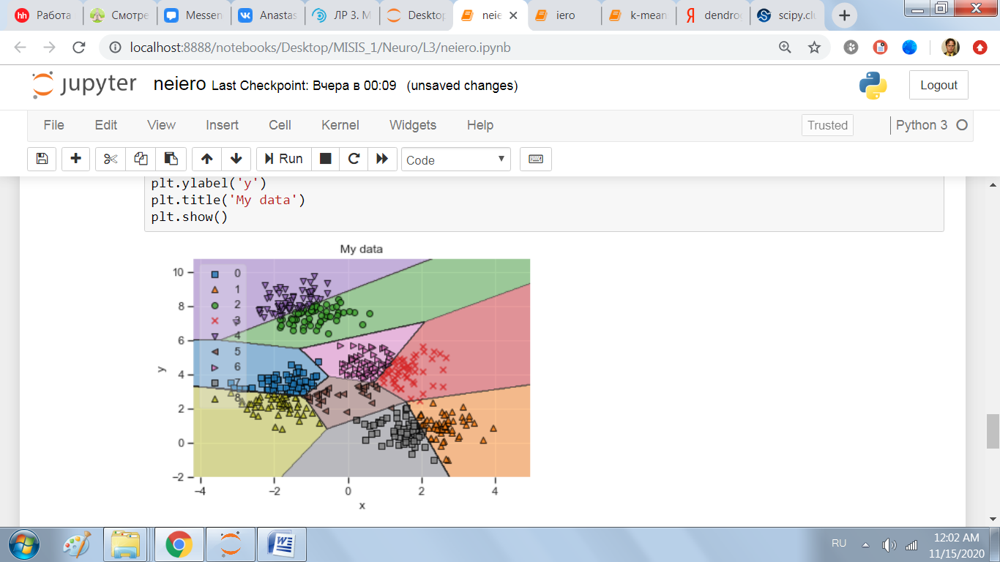 hh Работа
Смотре
Messen
Anastas
ЛР 3. М
Desktop
neie
iero
k-mean
Я dendrog
scipy.clu
localhost:8888/notebooks/Desktop/MISIS_1/Neuro/L3/neiero.ipynb
jupyter neiero Last Checkpoint: Вчера в 00:09 (unsaved changes)
Logout
File Edit View Insert Cell Kernel Widgets Help
Trusted
Python 3
Run
Code
plt.ylabel('y')
plt.title('My data')
plt.show()
My data
10
8
6
4
2
0
−2
y
0
1
2
3
4
5
6
7
8
−4 −2 0 2 4
x
RU
12:02 AM
11/15/2020